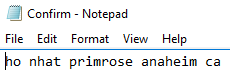 Confirm - Notepad
File Edit Format View Help
ho nhat primrose anaheim ca